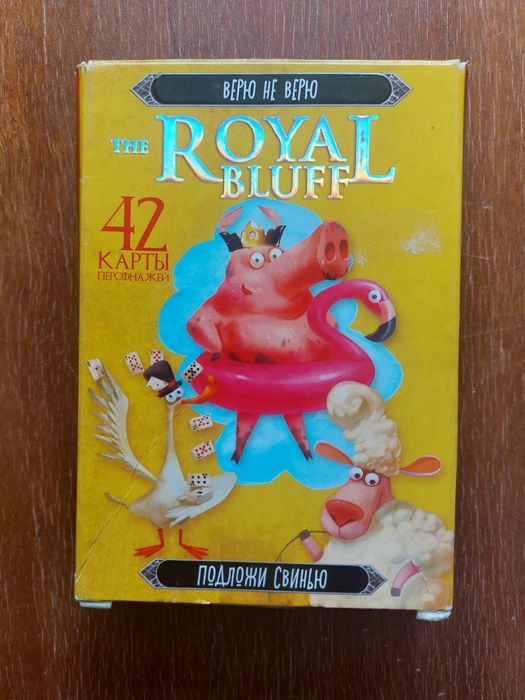 ВЕРЮ НЕ ВЕРЮ
THE ROYAL
BLUFF
42
КАРТЫ
ПЕРСОНАЖЕЙ
ПОДЛОЖИ СВИНЬЮ